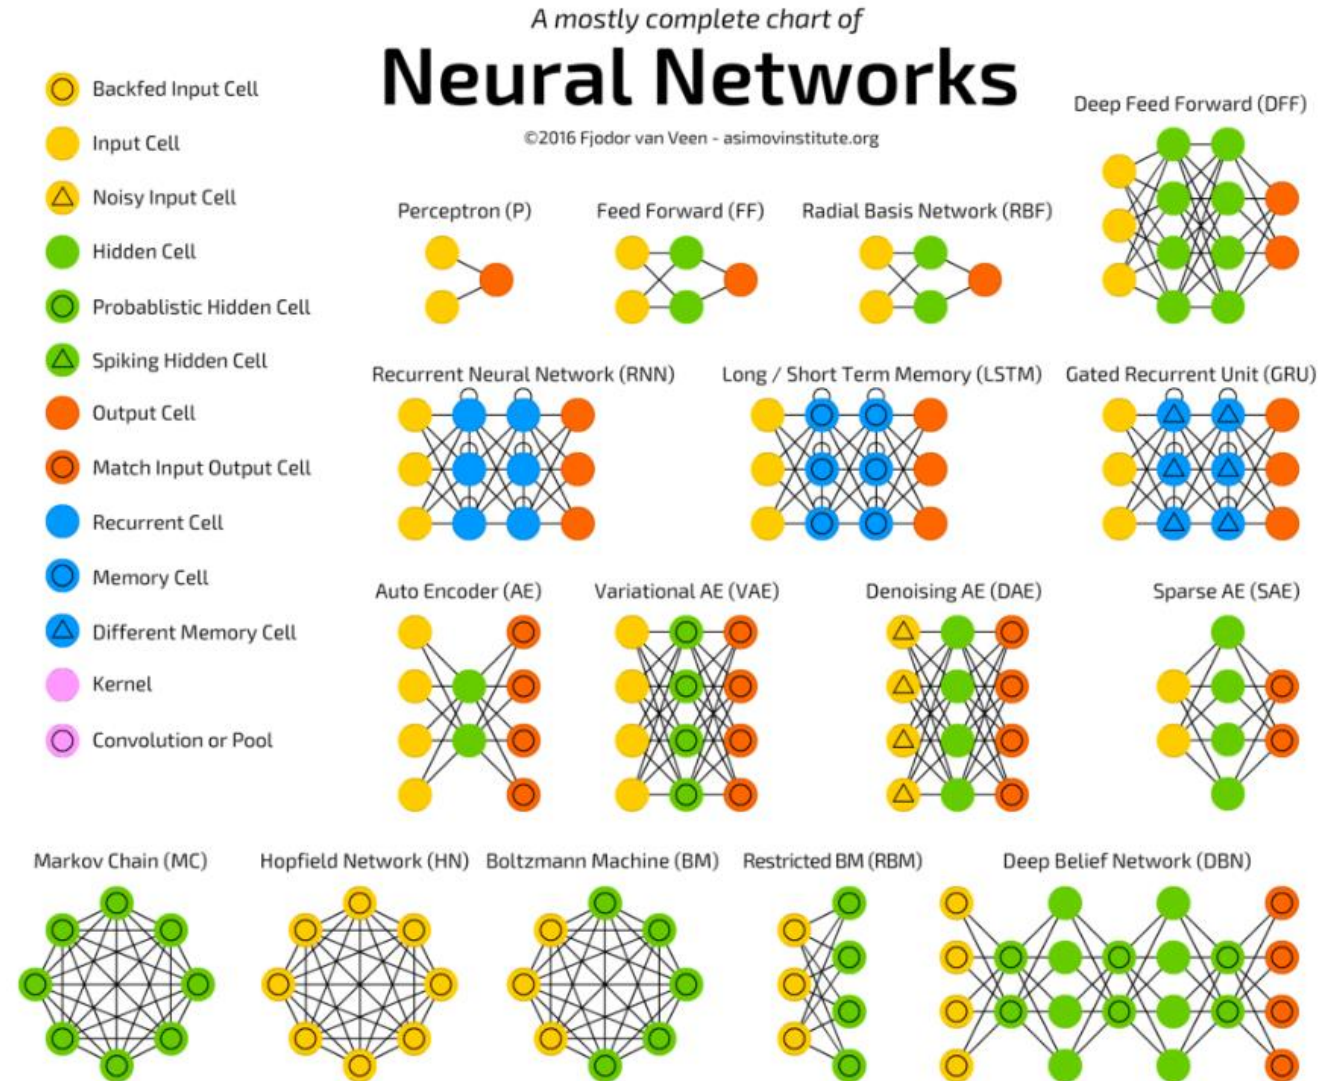 A mostly complete chart of
Neural Networks
©2016 Fjodor van Veen - asimovinstitute.org
Backfed Input Cell
Input Cell
Noisy Input Cell
Hidden Cell
Probablistic Hidden Cell
Spiking Hidden Cell
Output Cell
Match Input Output Cell
Recurrent Cell
Memory Cell
Different Memory Cell
Kernel
Convolution or Pool
Deep Feed Forward (DFF)
Perceptron (P)
Feed Forward (FF)
Radial Basis Network (RBF)
Recurrent Neural Network (RNN)
Long / Short Term Memory (LSTM)
Gated Recurrent Unit (GRU)
Auto Encoder (AE)
Variational AE (VAE)
Denoising AE (DAE)
Sparse AE (SAE)
Markov Chain (MC)
Hopfield Network (HN)
Boltzmann Machine (BM)
Restricted BM (RBM)
Deep Belief Network (DBN)